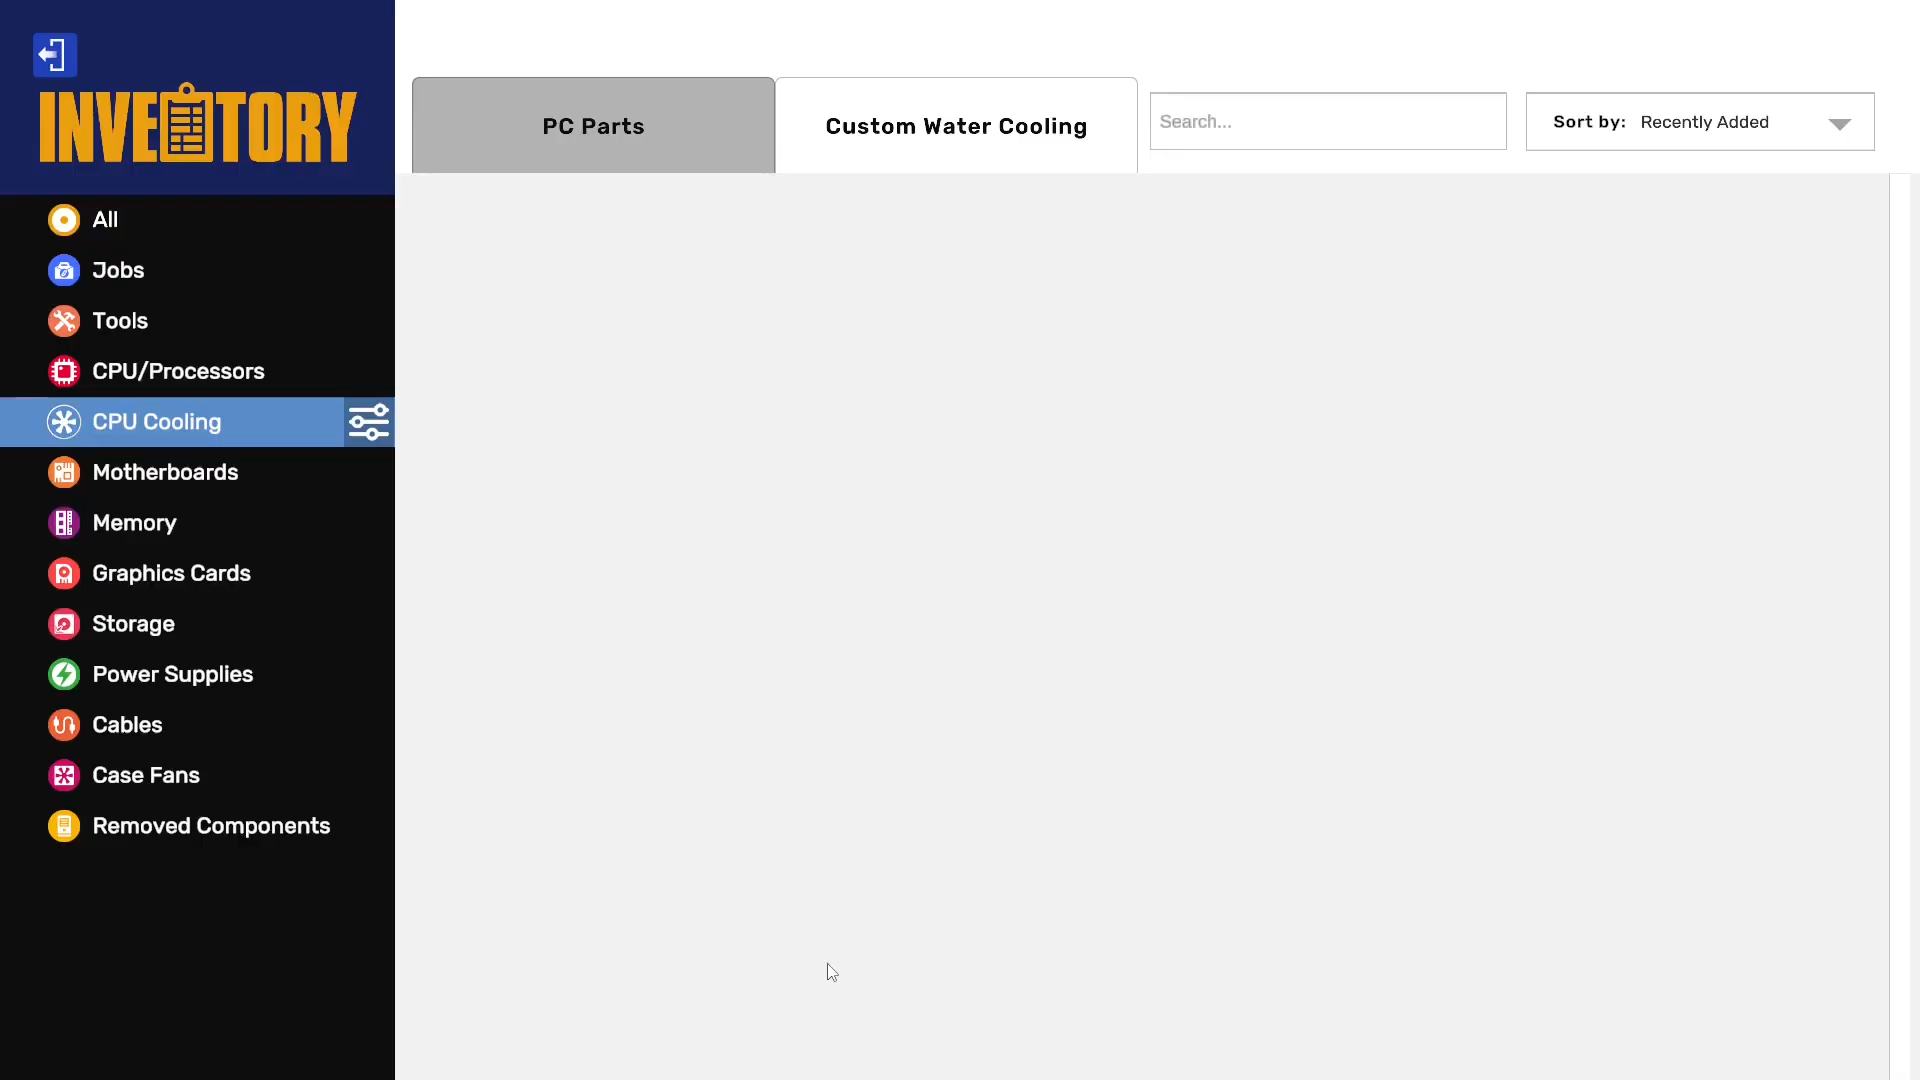 INVENTORY
PC Parts
Custom Water Cooling
Search...
Sort by: Recently Added
All
Jobs
Tools
CPU/Processors
CPU Cooling
Motherboards
Memory
Graphics Cards
Storage
Power Supplies
Cables
Case Fans
Removed Components